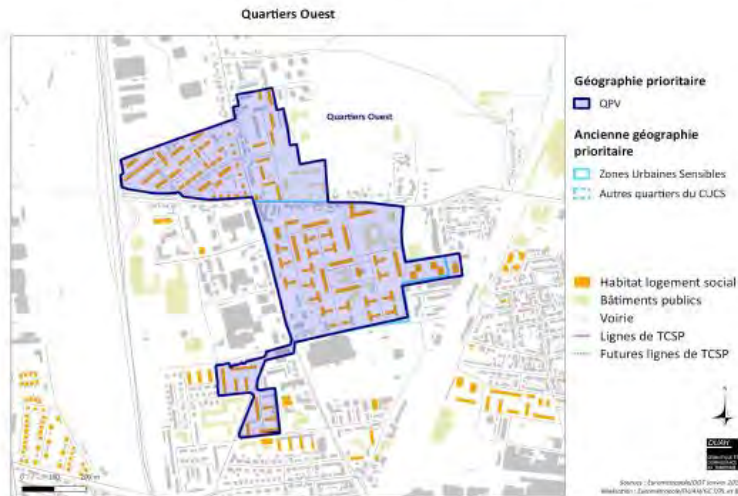 Quartiers Ouest
Quartiers Ouest
Géographie prioritaire
QPV
Ancienne géographie
prioritaire
Zones Urbaines Sensibles
Autres quartiers du CUCS
Habitat logement social
Bâtiments publics
Voirie
Lignes de TCSP
Futures lignes de TCSP